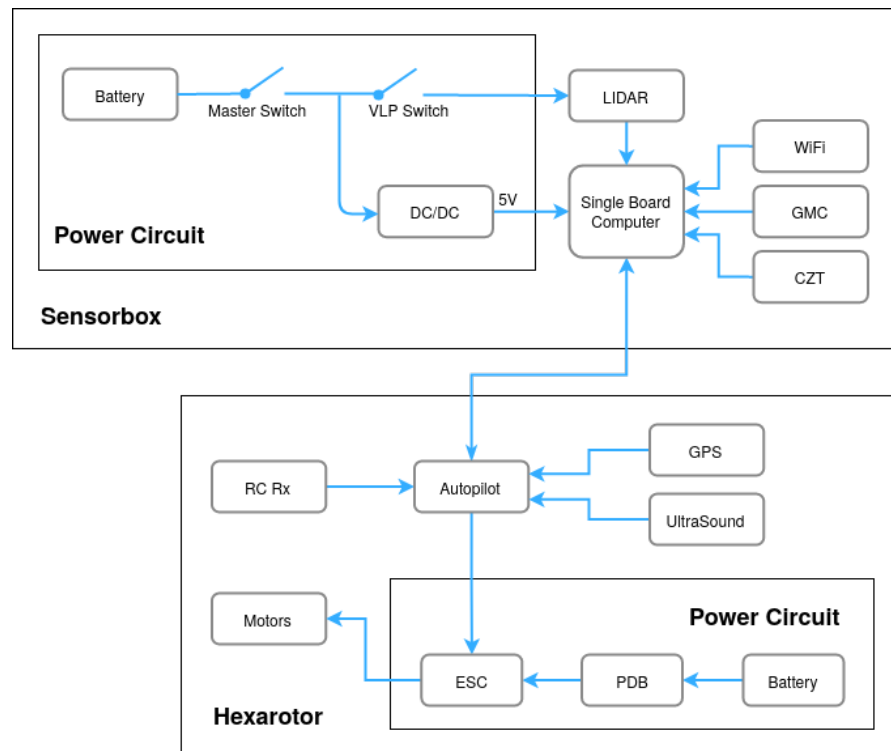 Battery
Master Switch
VLP Switch
LIDAR
WiFi
Single Board
Computer
GMC
DC/DC
5V
CZT
Power Circuit
Sensorbox
GPS
RC Rx
Autopilot
UltraSound
Motors
Power Circuit
ESC
PDB
Battery
Hexarotor